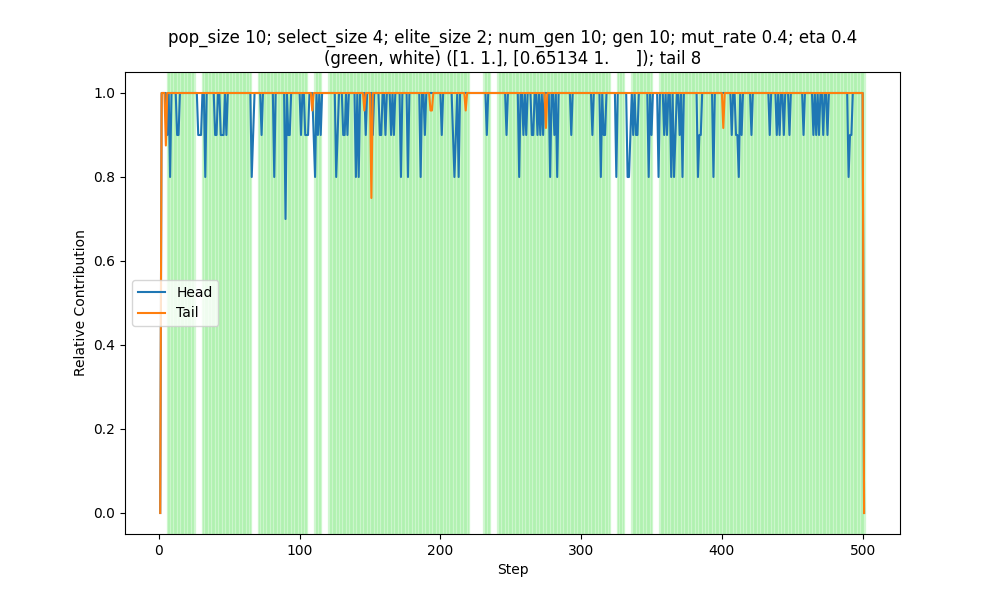 pop_size 10; select_size 4; elite_size 2; num_gen 10; gen 10; mut_rate 0.4; eta 0.4
(green, white) ([1. 1.], [0.65134 1.     ]); tail 8
1.0
0.8
0.6
0.4
0.2
0.0
Relative Contribution
Head
Tail
0
100
200
300
400
500
Step